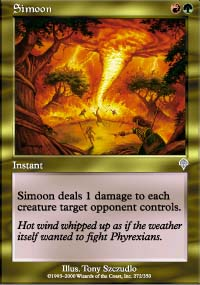 Simoon
Instant
Simoon deals 1 damage to each
creature target opponent controls.
Hot wind whipped up as if the weather
itself wanted to fight Phyrexians.
Illus. Tony Szczudlo
©1993-2000 Wizards of the Coast, Inc. 272/350